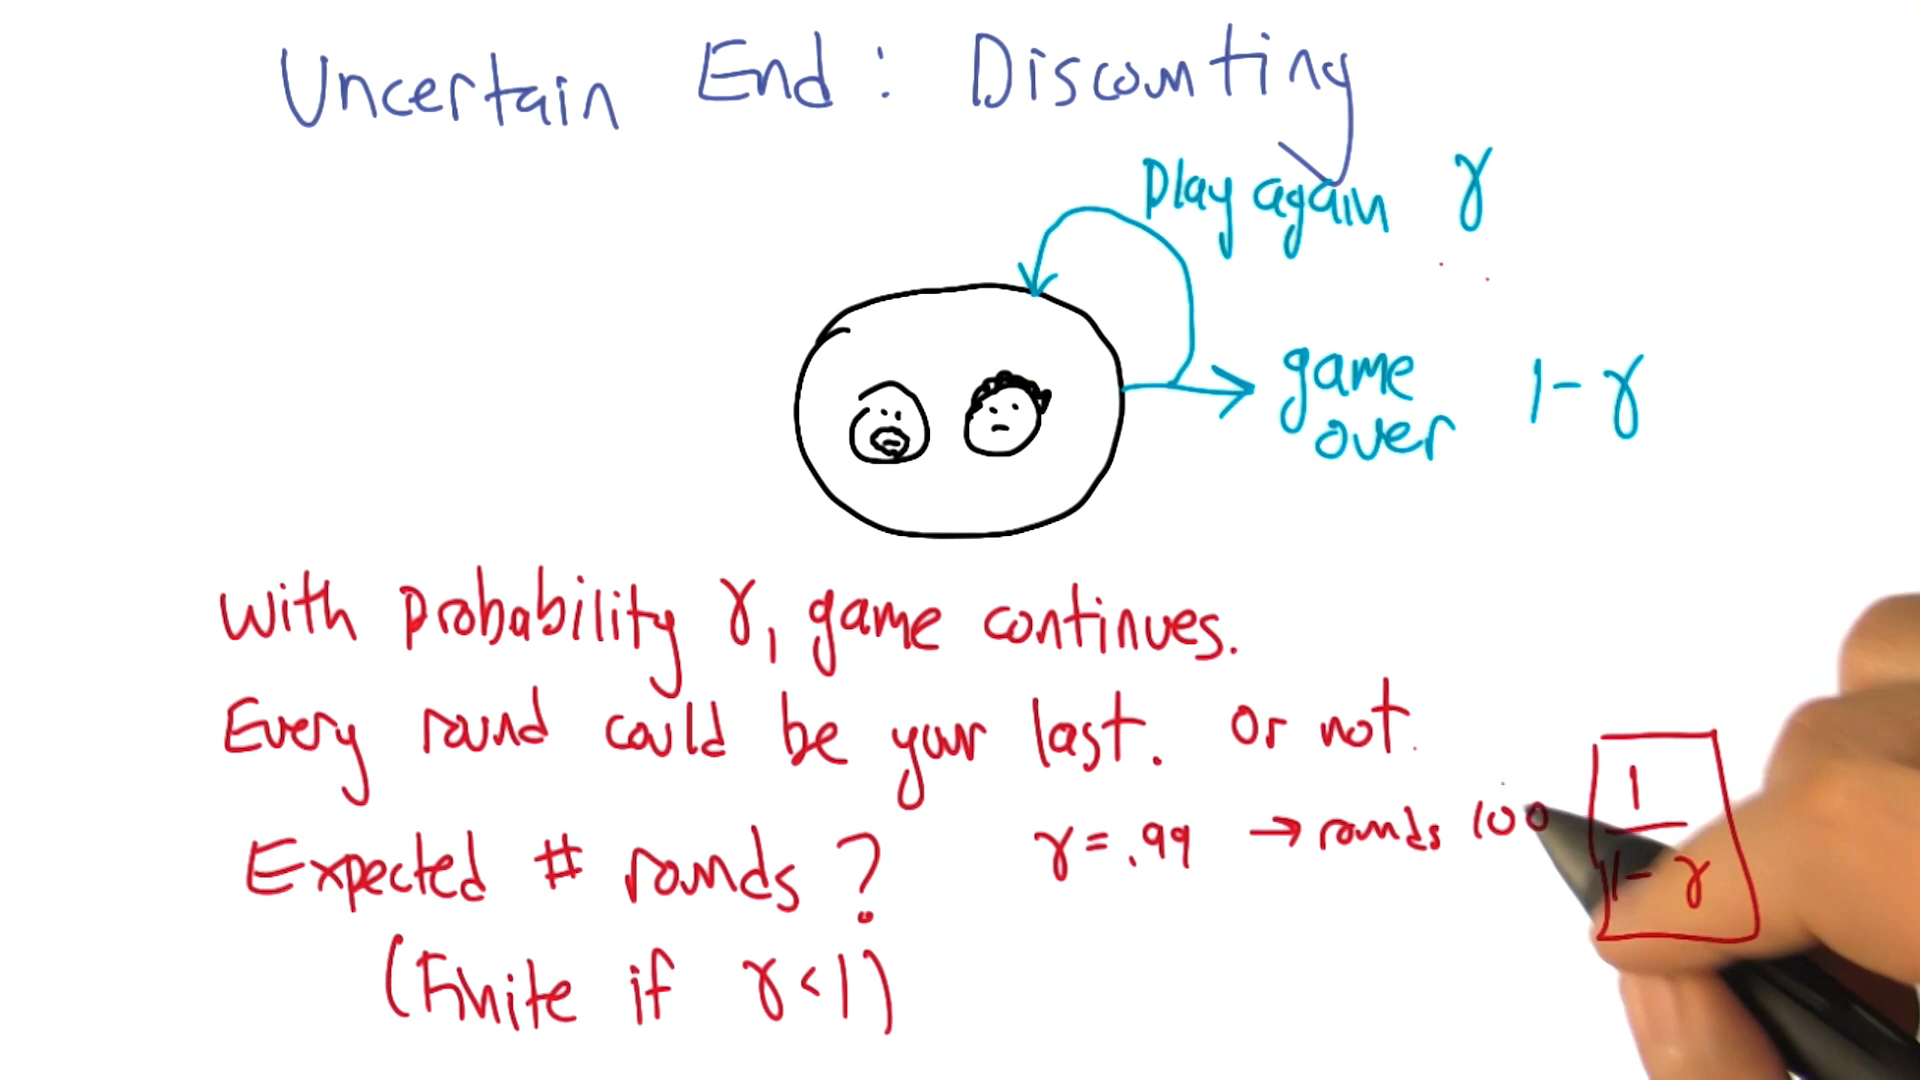 Uncertain End: Discounting
Play again γ
game over 1-γ
With probability γ, game continues.
Every round could be your last. Or not.
Expected # rounds? γ=.99 → rounds 100
1
1-γ
(Finite if γ<1)